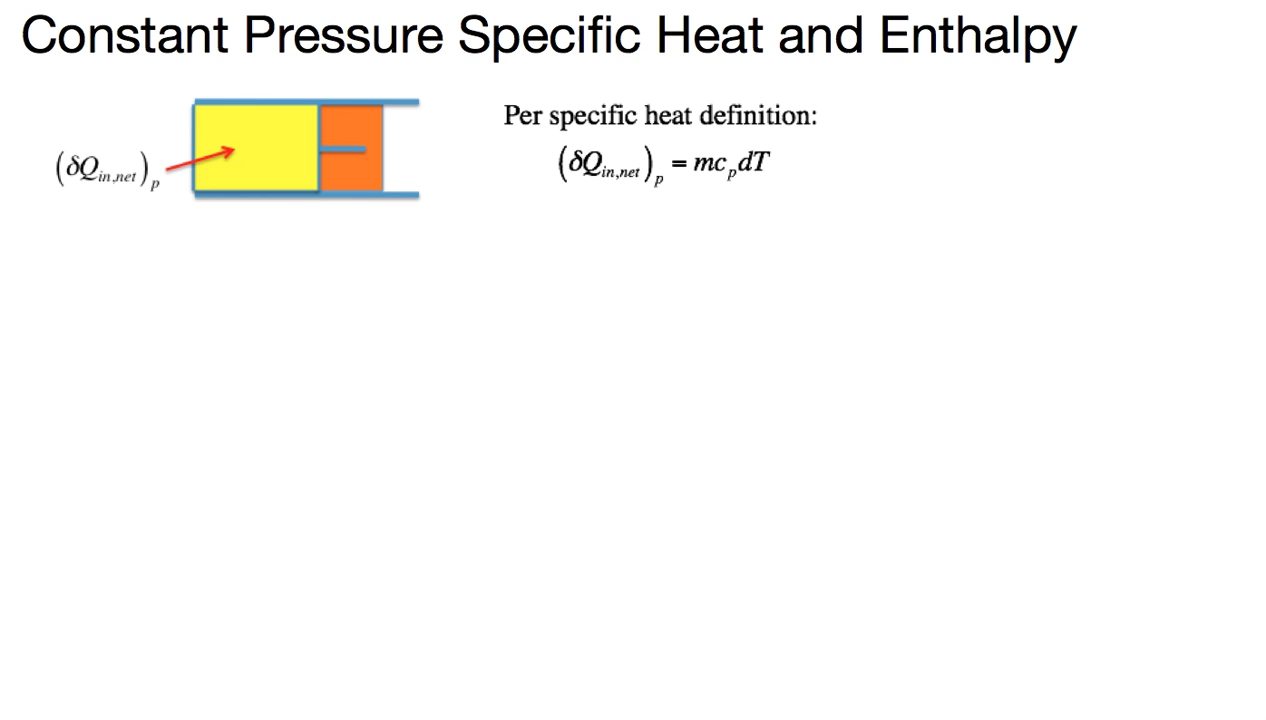 Constant Pressure Specific Heat and Enthalpy
(δQin,net)p
Per specific heat definition:
(δQin,net)p = mcpdT